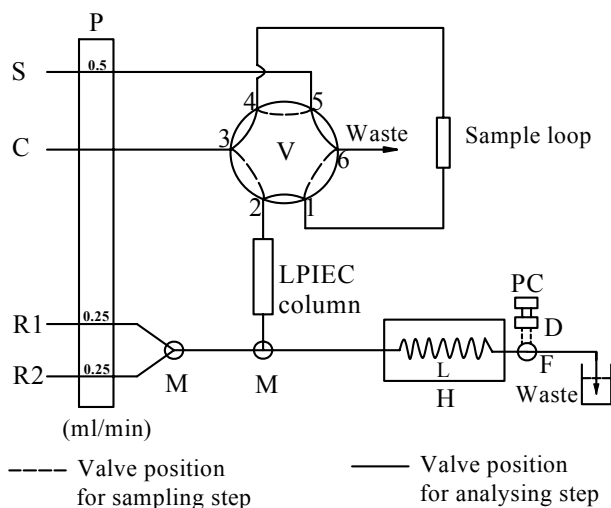 P
S
0.5
4
5
Waste
Sample loop
C
3
V
6
2
1
LPIEC
column
PC
D
R1
0.25
F
R2
0.25
M
M
L
H
Waste
(ml/min)
Valve position
for sampling step
Valve position
for analysing step